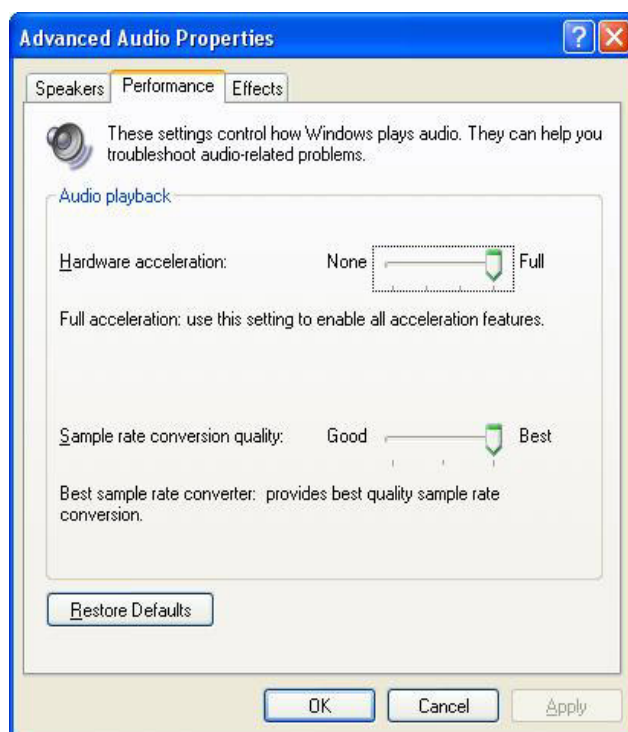 Advanced Audio Properties
Speakers Performance Effects
These settings control how Windows plays audio. They can help you
troubleshoot audio-related problems.
Audio playback
Hardware acceleration: None Full
Full acceleration: use this setting to enable all acceleration features.
Sample rate conversion quality: Good Best
Best sample rate converter:  provides best quality sample rate
conversion.
Restore Defaults
OK Cancel Apply